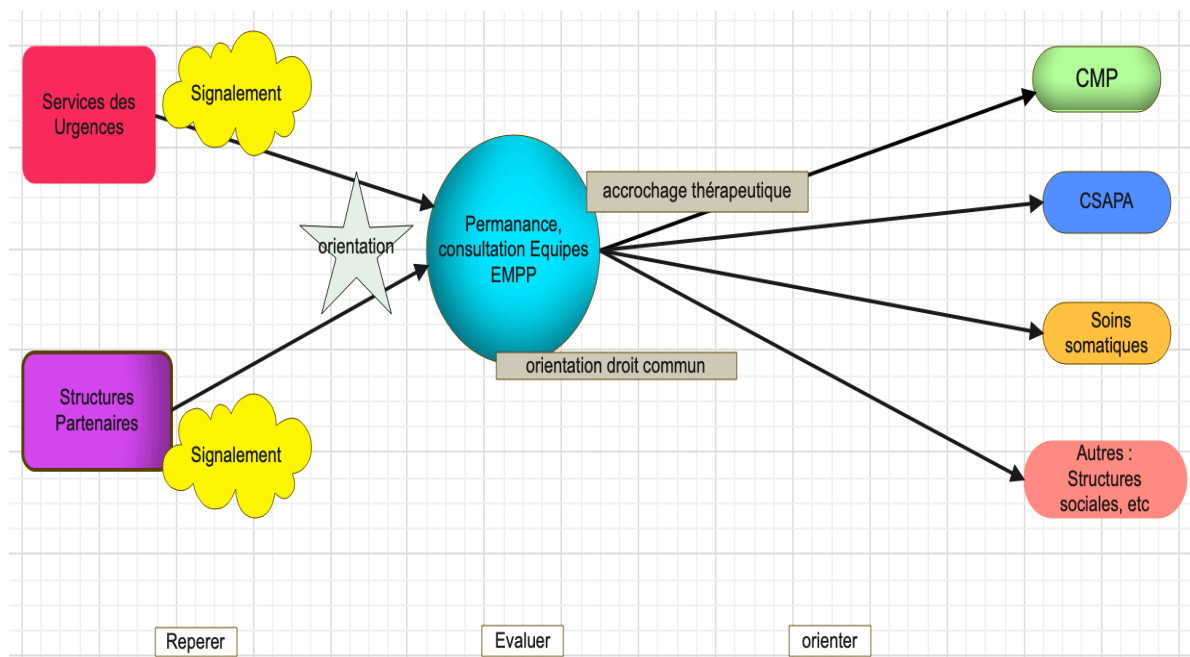 Services des
Urgences
Signalement
orientation
Structures
Partenaires
Signalement
Permanance,
consultation Equipes
EMPP
accrochage thérapeutique
orientation droit commun
CMP
CSAPA
Soins
somatiques
Autres :
Structures
sociales, etc
Reperer
Evaluer
orienter